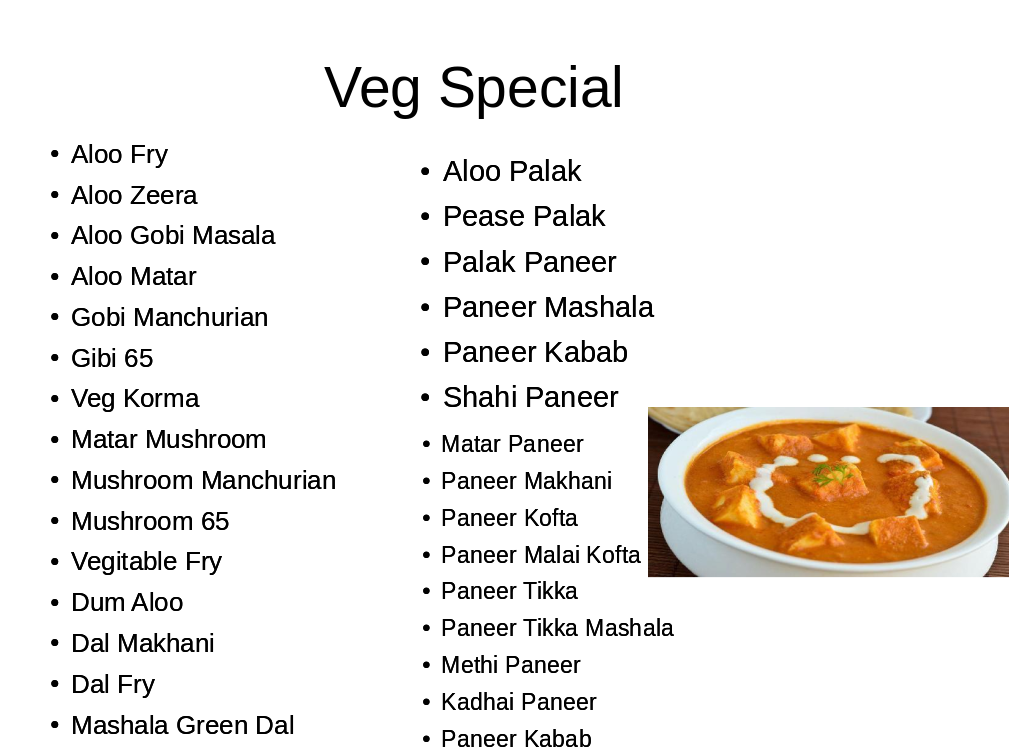 Veg Special
• Aloo Fry
• Aloo Zeera
• Aloo Gobi Masala
• Aloo Matar
• Gobi Manchurian
• Gibi 65
• Veg Korma
• Matar Mushroom
• Mushroom Manchurian
• Mushroom 65
• Vegitable Fry
• Dum Aloo
• Dal Makhani
• Dal Fry
• Mashala Green Dal
• Aloo Palak
• Pease Palak
• Palak Paneer
• Paneer Mashala
• Paneer Kabab
• Shahi Paneer
• Matar Paneer
• Paneer Makhani
• Paneer Kofta
• Paneer Malai Kofta
• Paneer Tikka
• Paneer Tikka Mashala
• Methi Paneer
• Kadhai Paneer
• Paneer Kabab